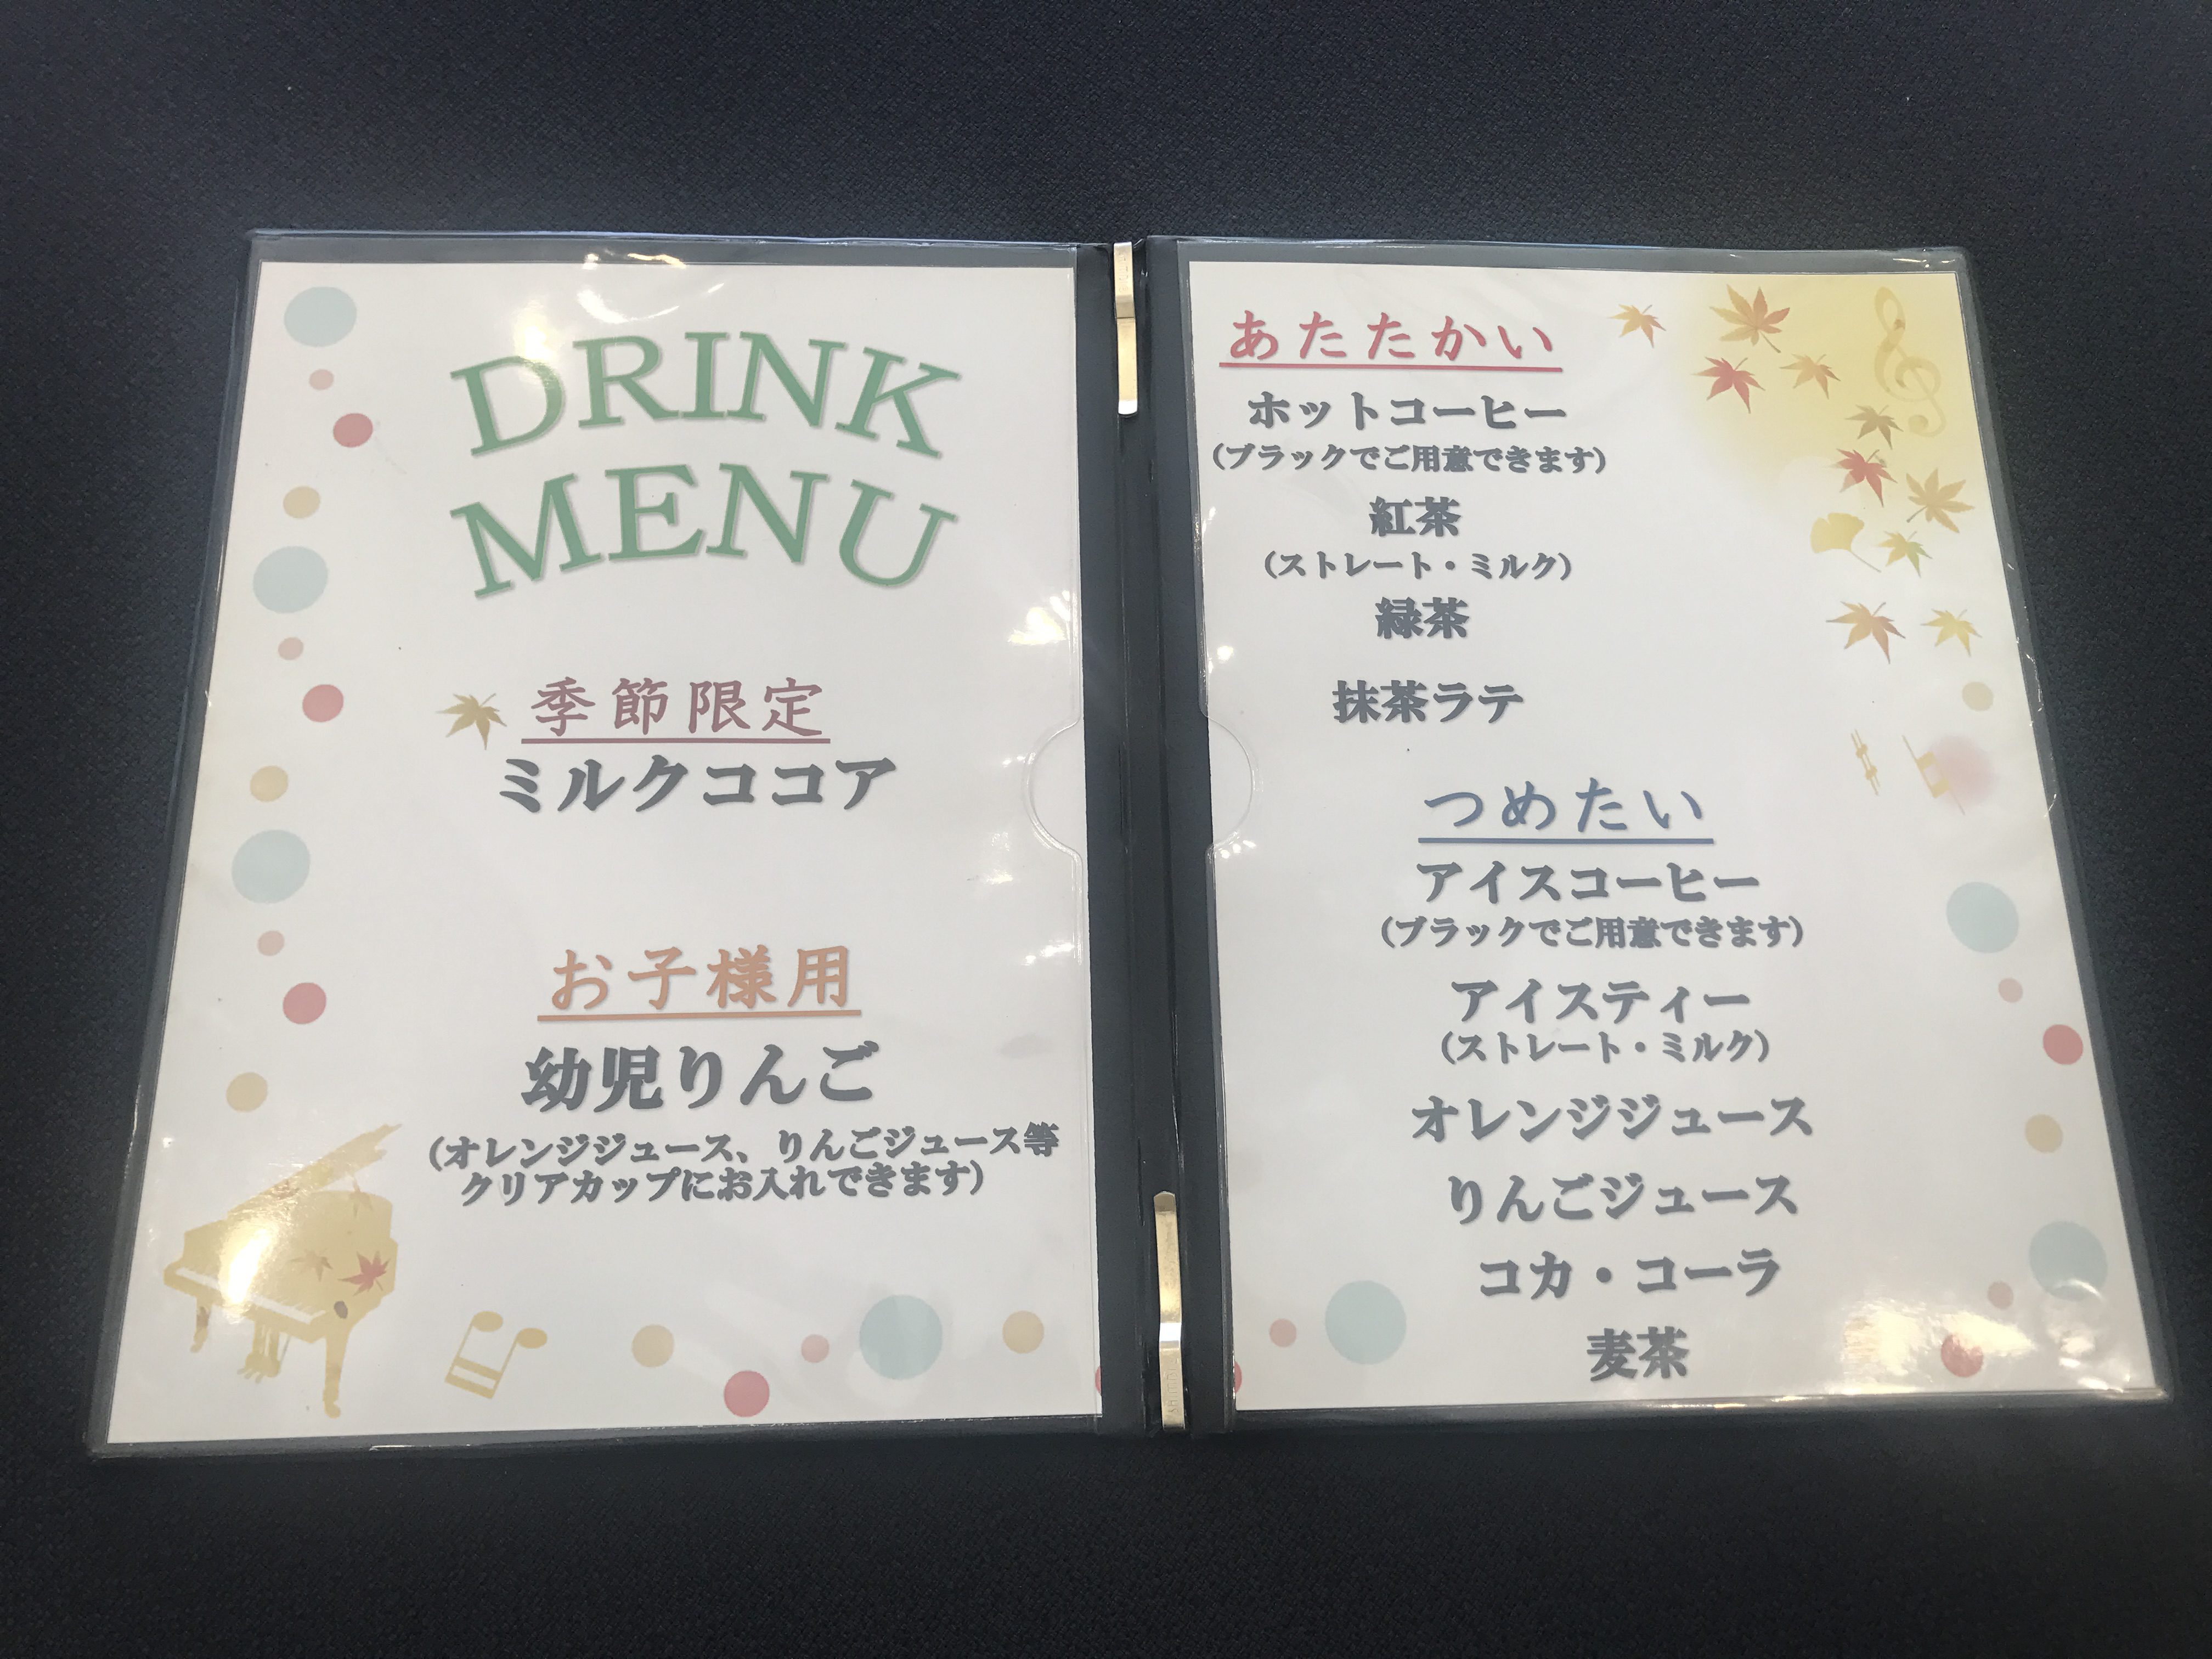 DRINK
MENU
季節限定
ミルクココア
お子様用
幼児りんご
(オレンジジュース、りんごジュース等
クリアカップにお入れできます)
あたたかい
ホットコーヒー
(ブラックでご用意できます)
紅茶
(ストレート・ミルク)
緑茶
抹茶ラテ
つめたい
アイスコーヒー
(ブラックでご用意できます)
アイスティー
(ストレート・ミルク)
オレンジジュース
りんごジュース
コカ・コーラ
麦茶